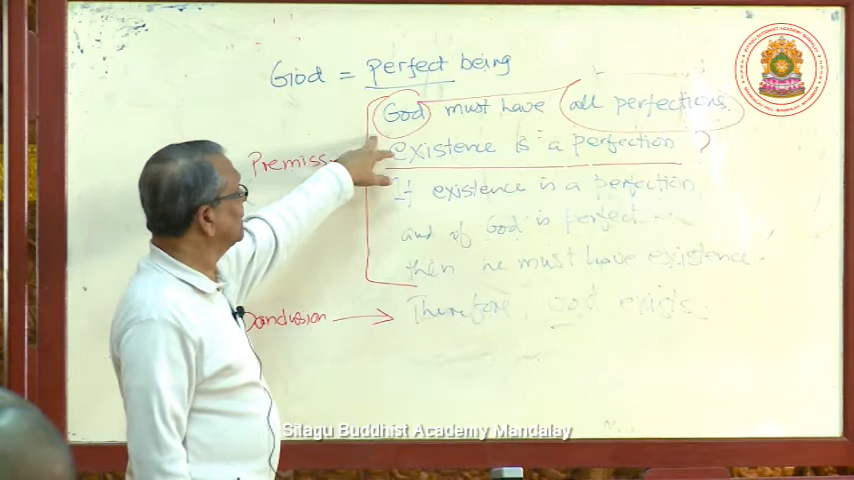 God = perfect being
God must have all perfections.
Premiss
existence is a perfection ?
If existence is a perfection
and if God is perfect
then he must have existence
Conclusion → Therefore, God exists.
Sitagu Buddhist Academy Mandalay